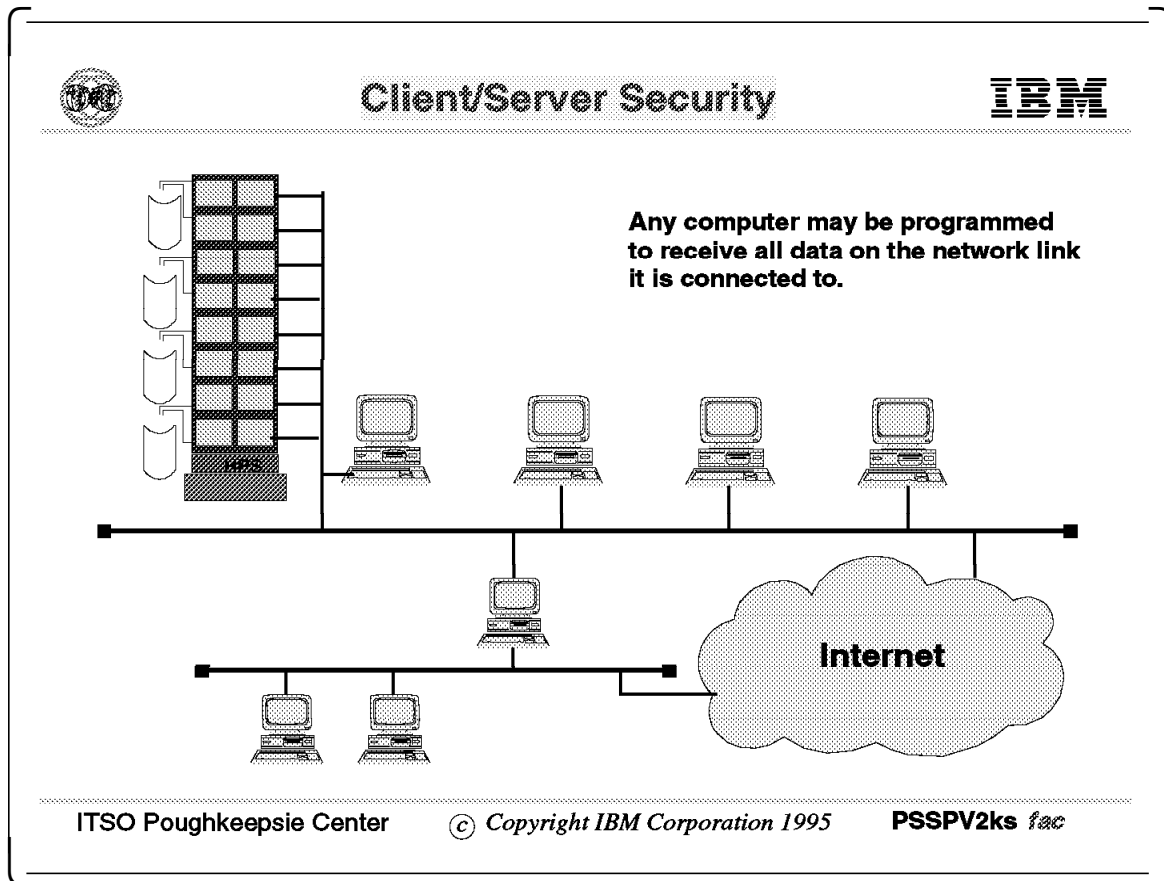 Client/Server Security
IBM
Any computer may be programmed
to receive all data on the network link
it is connected to.
HPS
Internet
ITSO Poughkeepsie Center
© Copyright IBM Corporation 1995
PSSPV2ks fac